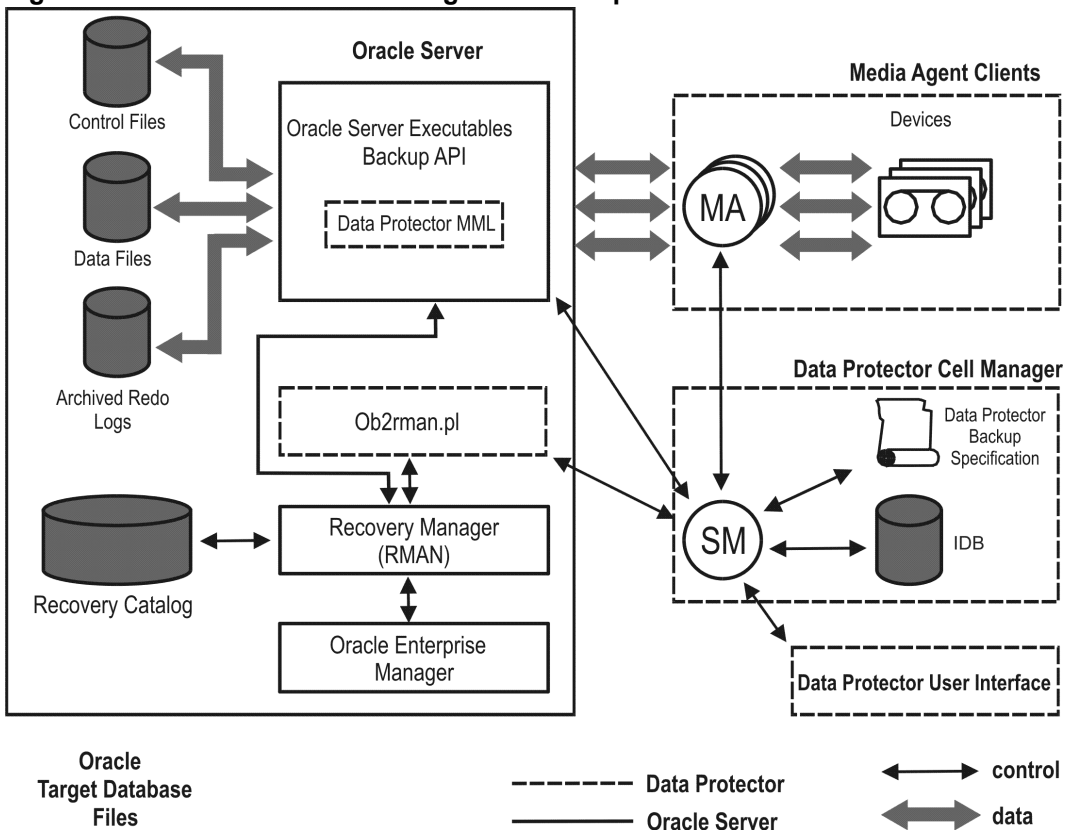 Oracle Server
Control Files
Data Files
Archived Redo
Logs
Oracle Server Executables
Backup API
Data Protector MML
Ob2rman.pl
Recovery Manager
(RMAN)
Recovery Catalog
Oracle Enterprise
Manager
Media Agent Clients
Devices
MA
Data Protector Cell Manager
Data Protector
Backup
Specification
SM
IDB
Data Protector User Interface
Oracle
Target Database
Files
Data Protector
Oracle Server
control
data